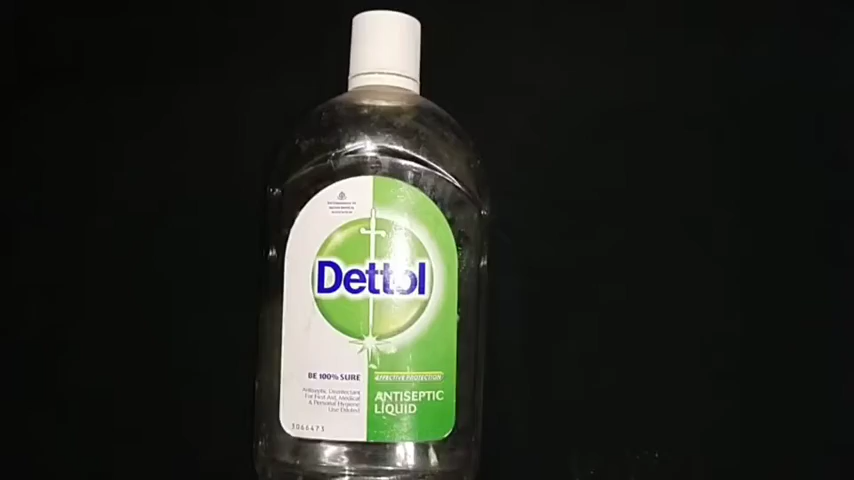 Dettol
BE 100% SURE
Antiseptic Disinfectant
For First Aid, Medical
& Personal Hygiene
Use Diluted
3066473
EFFECTIVE PROTECTION
ANTISEPTIC
LIQUID